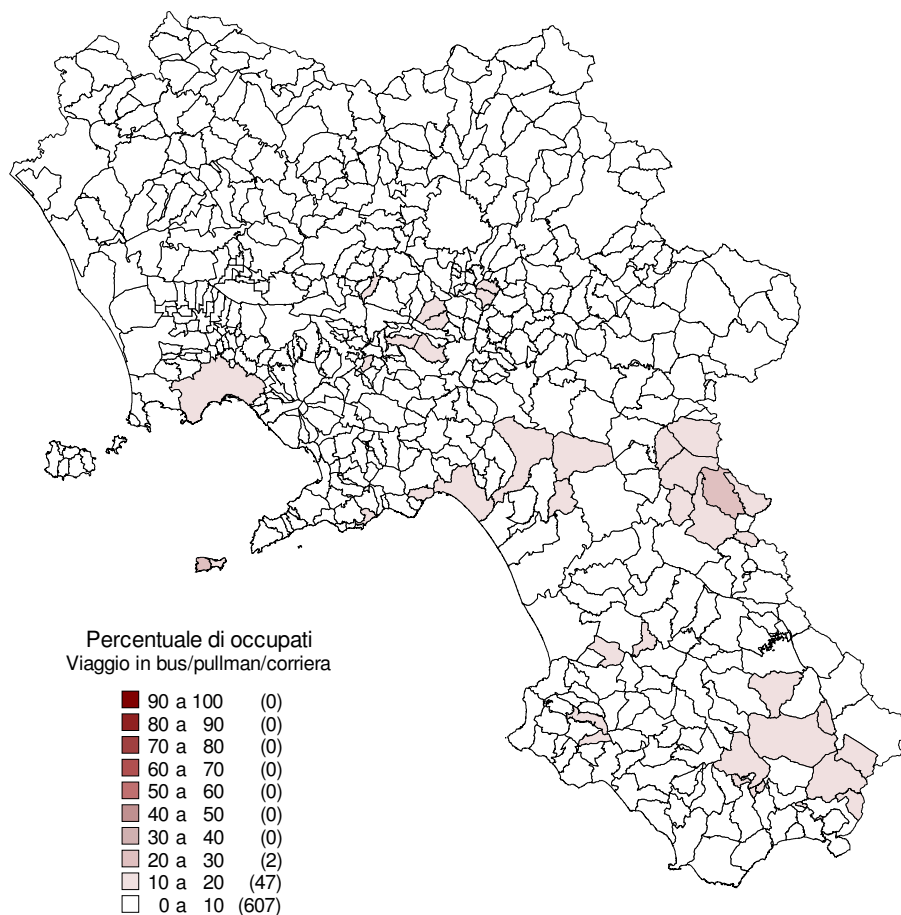 Percentuale di occupati
Viaggio in bus/pullman/corriera
90 a 100 (0)
80 a 90 (0)
70 a 80 (0)
60 a 70 (0)
50 a 60 (0)
40 a 50 (0)
30 a 40 (0)
20 a 30 (2)
10 a 20 (47)
0 a 10 (607)